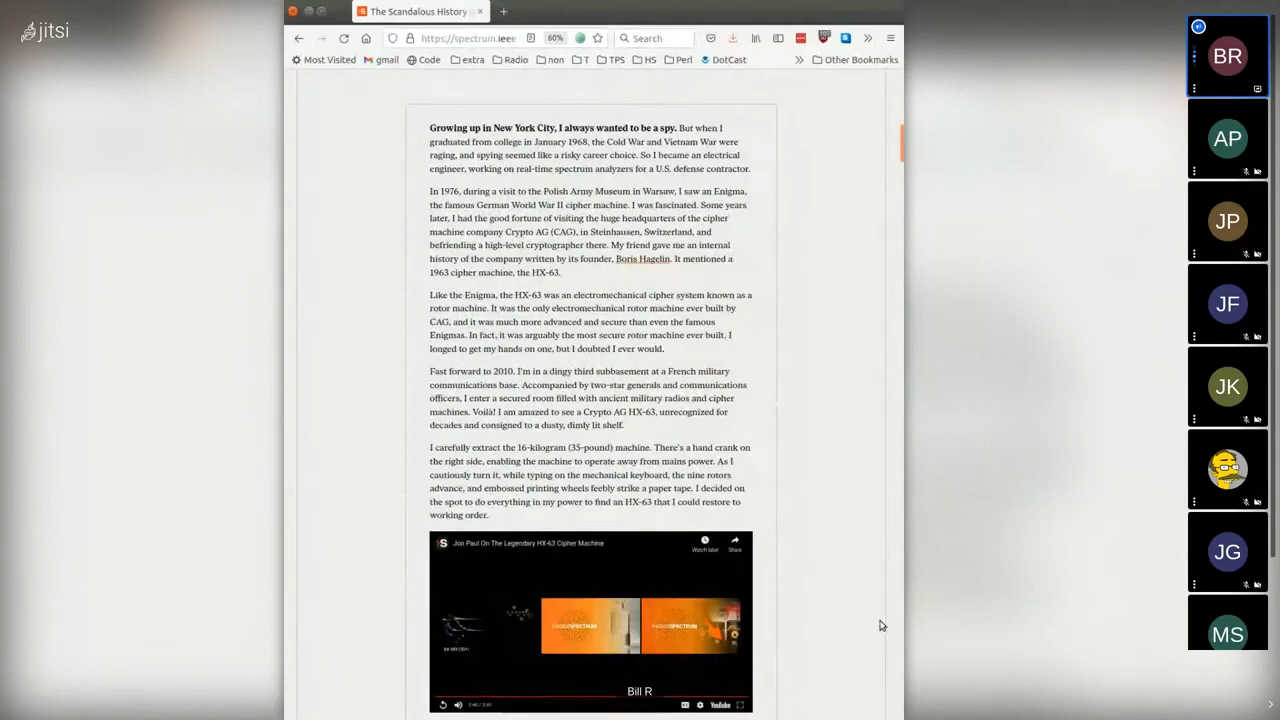 jitsi
The Scandalous History
https://spectrum.ieee
60%
Search
Most Visited
gmail
Code
extra
Radio
non
T
TPS
HS
Perl
DotCast
Other Bookmarks
Growing up in New York City, I always wanted to be a spy. But when I
graduated from college in January 1968, the Cold War and Vietnam War were
raging, and spying seemed like a risky career choice. So I became an electrical
engineer, working on real-time spectrum analyzers for a U.S. defense contractor.
In 1976, during a visit to the Polish Army Museum in Warsaw, I saw an Enigma,
the famous German World War II cipher machine. I was fascinated. Some years
later, I had the good fortune of visiting the huge headquarters of the cipher
machine company Crypto AG (CAG), in Steinhausen, Switzerland, and
befriending a high-level cryptographer there. My friend gave me an internal
history of the company written by its founder, Boris Hagelin. It mentioned a
1963 cipher machine, the HX-63.
Like the Enigma, the HX-63 was an electromechanical cipher system known as a
rotor machine. It was the only electromechanical rotor machine ever built by
CAG, and it was much more advanced and secure than even the famous
Enigmas. In fact, it was arguably the most secure rotor machine ever built. I
longed to get my hands on one, but I doubted I ever would.
Fast forward to 2010. I'm in a dingy third subbasement at a French military
communications base. Accompanied by two-star generals and communications
officers, I enter a secured room filled with ancient military radios and cipher
machines. Voilà! I am amazed to see a Crypto AG HX-63, unrecognized for
decades and consigned to a dusty, dimly lit shelf.
I carefully extract the 16-kilogram (35-pound) machine. There's a hand crank on
the right side, enabling the machine to operate away from mains power. As I
cautiously turn it, while typing on the mechanical keyboard, the nine rotors
advance, and embossed printing wheels feebly strike a paper tape. I decided on
the spot to do everything in my power to find an HX-63 that I could restore to
working order.
Jon Paul On The Legendary HX-63 Cipher Machine
Watch later
Share
Bill R
YouTube
BR
AP
JP
JF
JK
JG
MS